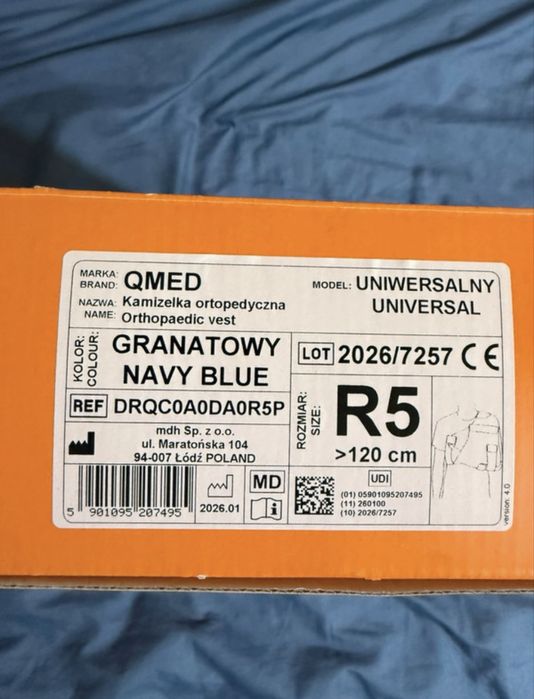 MARKA: QMED
BRAND:
MODEL: UNIWERSALNY
UNIVERSAL
NAZWA: Kamizelka ortopedyczna
NAME: Orthopaedic vest
KOLOR:
COLOUR:
GRANATOWY
NAVY BLUE
LOT 2026/7257 CE
REF DRQC0A0DA0R5P
ROZMIAR:
SIZE:
R5
>120 cm
mdh Sp. z o.o.
ul. Maratońska 104
94-007 Łódź POLAND
5 901095 207495
2026.01
MD
UDI
(01) 05901095207495
(11) 260100
(10) 2026/7257
version: 4.0